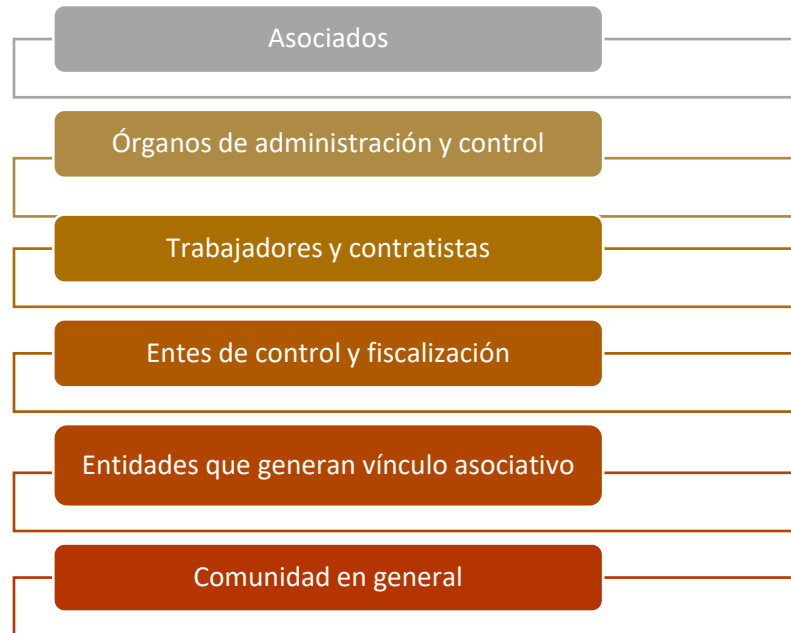 Asociados
Órganos de administración y control
Trabajadores y contratistas
Entes de control y fiscalización
Entidades que generan vínculo asociativo
Comunidad en general